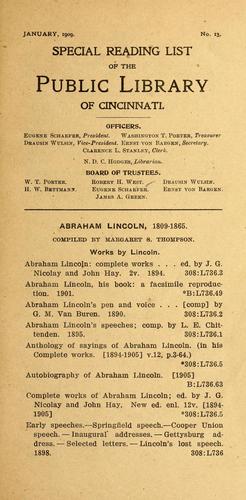 JANUARY, 1909. No. 13.
SPECIAL READING LIST
OF THE
PUBLIC LIBRARY
OF CINCINNATI.
OFFICERS.
EUGENE SCHAEFER, President. WASHINGTON T. PORTER, Treasurer
DRAUSIN WULSIN, Vice-President. ERNST VON BARGEN, Secretary.
CLARENCE L. STANLEY, Clerk.
N. D. C. HODGES, Librarian.
BOARD OF TRUSTEES.
W. T. PORTER. ROBERT H. WEST. DRAUSIN WULSIN.
H. W. BETTMANN. EUGENE SCHAEFER. ERNST VON BARGEN.
JAMES A. GREEN.
ABRAHAM LINCOLN, 1809-1865.
COMPILED BY MARGARET S. THOMPSON.
Works by Lincoln.
Abraham Lincoln: complete works . . . ed. by J. G.
Nicolay and John Hay. 2v. 1894. 308:L736.3
Abraham Lincoln, his book: a facsimile reproduc-
tion. 1901. *B:L736.49
Abraham Lincoln's pen and voice . . . [comp] by
G. M. Van Buren. 1890. 308:L736.2
Abraham Lincoln's speeches; comp. by L. E. Chit-
tenden. 1895. 308:L736.1
Anthology of sayings of Abraham Lincoln. (in his
Complete works. [1894-1905] v.12, p.3-64.)
*308:L736.5
Autobiography of Abraham Lincoln. [1905]
B:L736.63
Complete works of Abraham Lincoln; ed. by J. G.
Nicolay and John Hay. New ed. enl. 12v. [1894-
1905] *308:L736.5
Early speeches.—Springfield speech.—Cooper Union
speech. — Inaugural addresses. — Gettysburg ad-
dress. — Selected letters. — Lincoln's lost speech.
1898. 308:L736